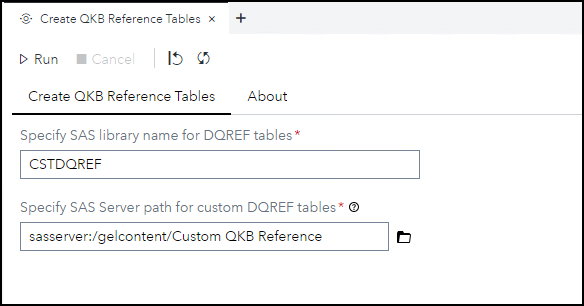 Create QKB Reference Tables × +
Run Cancel
Create QKB Reference Tables About
Specify SAS library name for DQREF tables*
CSTDQREF
Specify SAS Server path for custom DQREF tables*
sasserver:/gelcontent/Custom QKB Reference